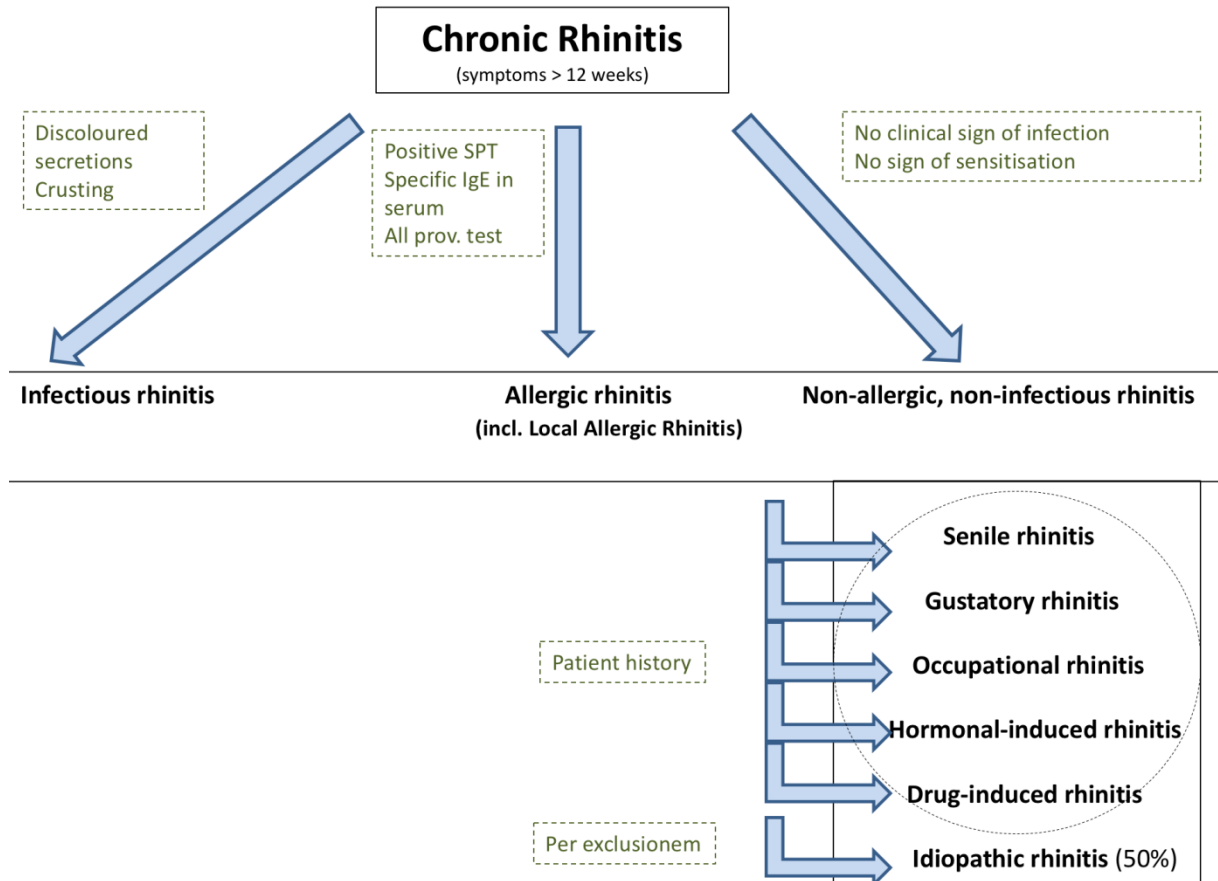 Chronic Rhinitis
(symptoms > 12 weeks)
Discoloured
secretions
Crusting
Positive SPT
Specific IgE in
serum
All prov. test
No clinical sign of infection
No sign of sensitisation
Infectious rhinitis
Allergic rhinitis
(incl. Local Allergic Rhinitis)
Non-allergic, non-infectious rhinitis
Senile rhinitis
Gustatory rhinitis
Patient history
Occupational rhinitis
Hormonal-induced rhinitis
Drug-induced rhinitis
Per exclusionem
Idiopathic rhinitis (50%)